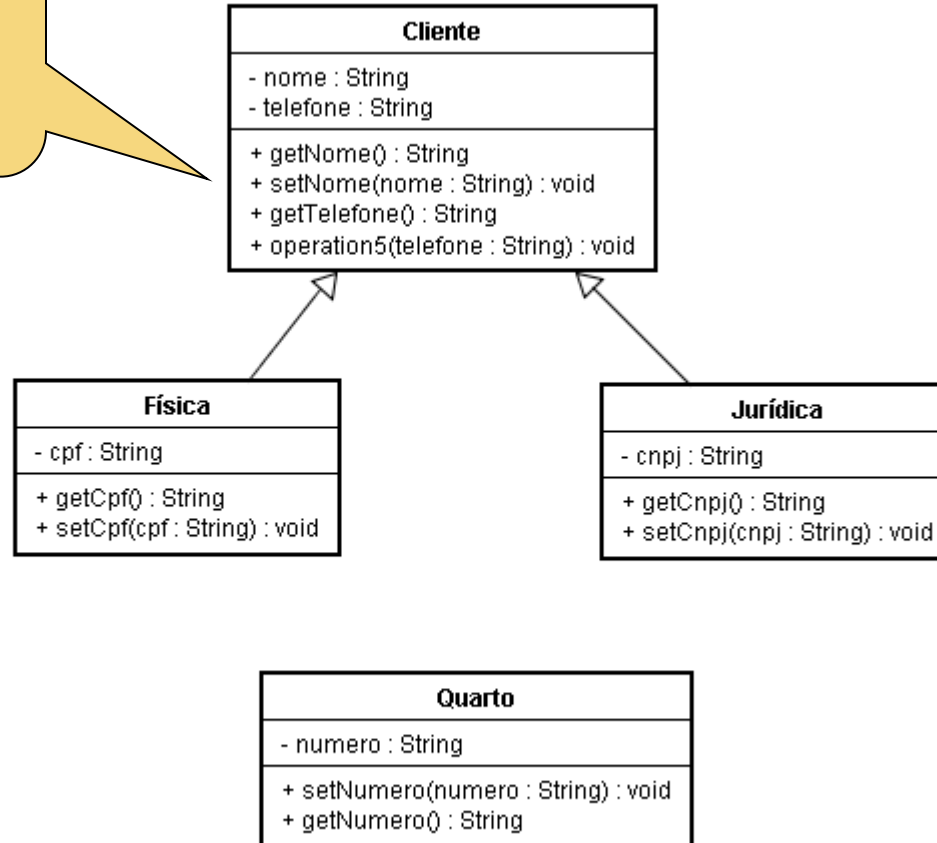 Cliente
- nome : String
- telefone : String
+ getNome() : String
+ setNome(nome : String) : void
+ getTelefone() : String
+ operation5(telefone : String) : void
Física
- cpf : String
+ getCpf() : String
+ setCpf(cpf : String) : void
Jurídica
- cnpj : String
+ getCnpj() : String
+ setCnpj(cnpj : String) : void
Quarto
- numero : String
+ setNumero(numero : String) : void
+ getNumero() : String